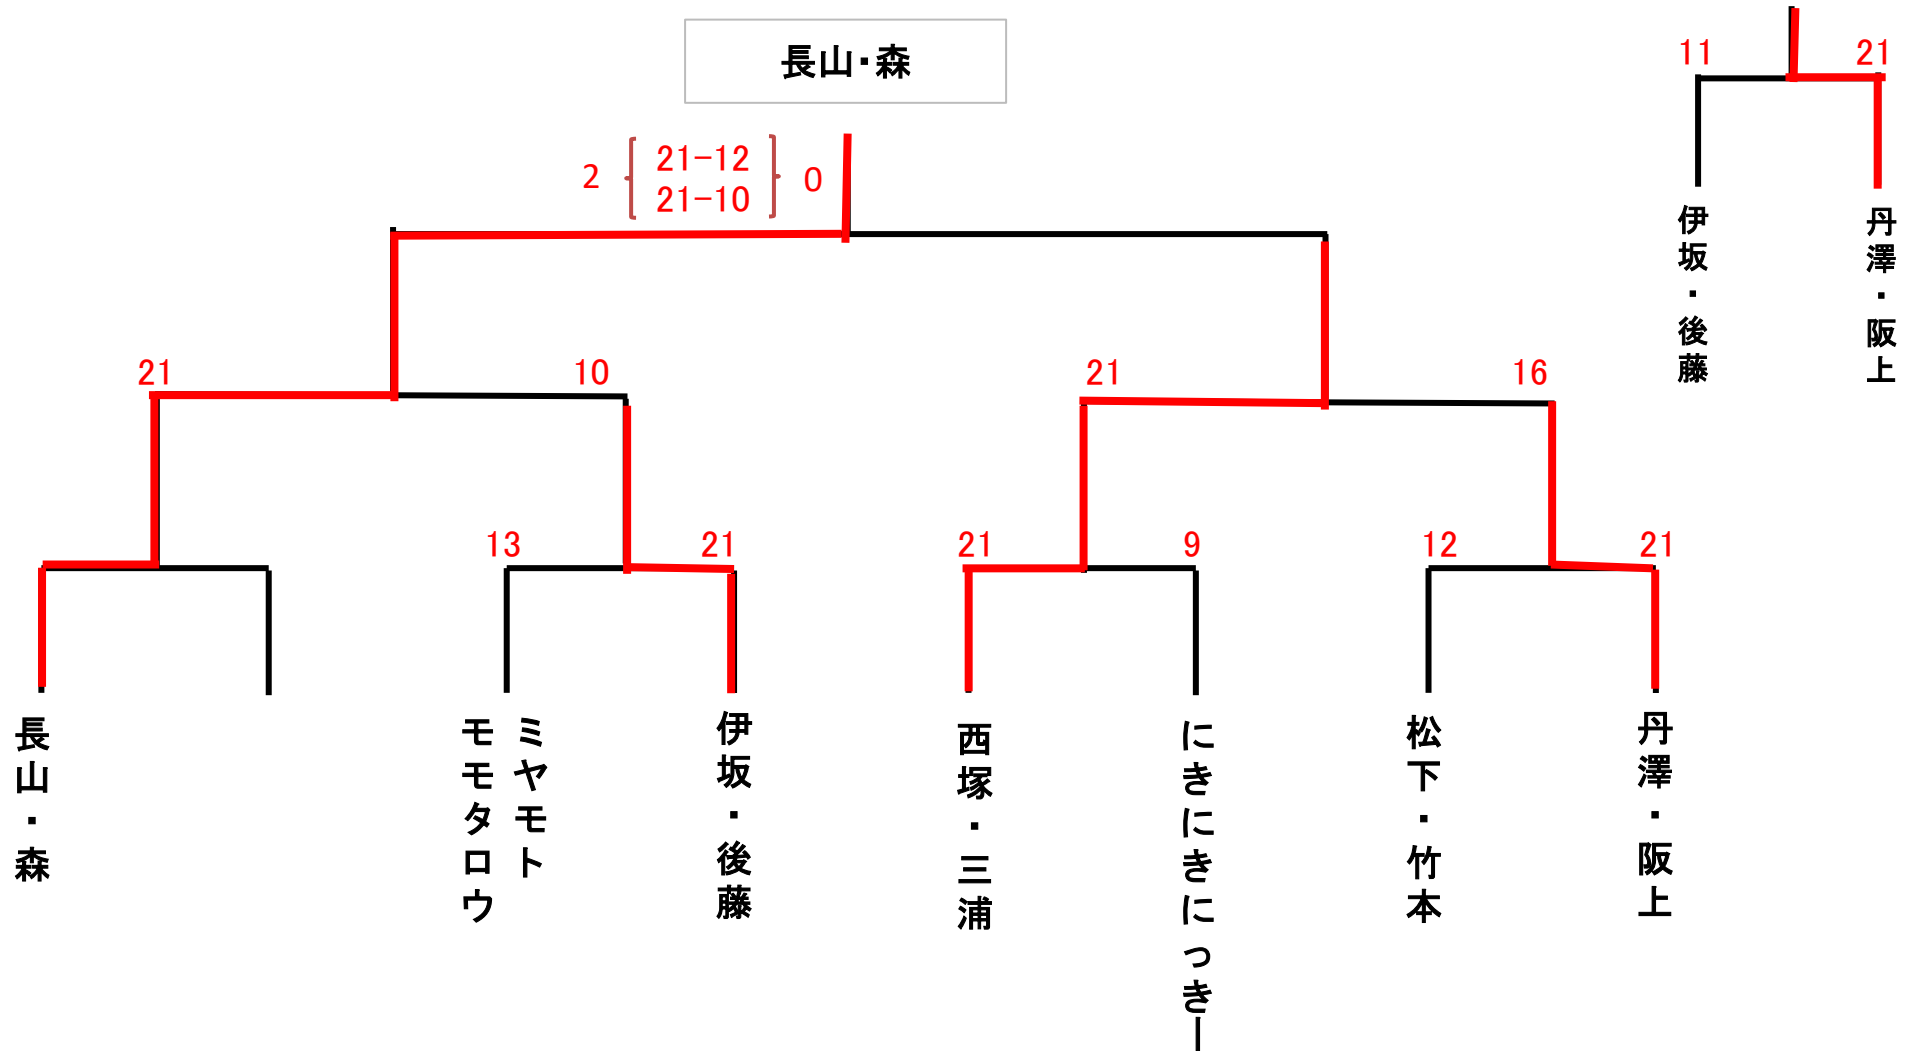 長山・森
11
21
2
21-12
21-10
0
伊坂・後藤
丹澤・阪上
21
10
21
16
13
21
21
9
12
21
長山・森
ミヤモト
モモタロウ
伊坂・後藤
西塚・三浦
にきにきにっきー
松下・竹本
丹澤・阪上